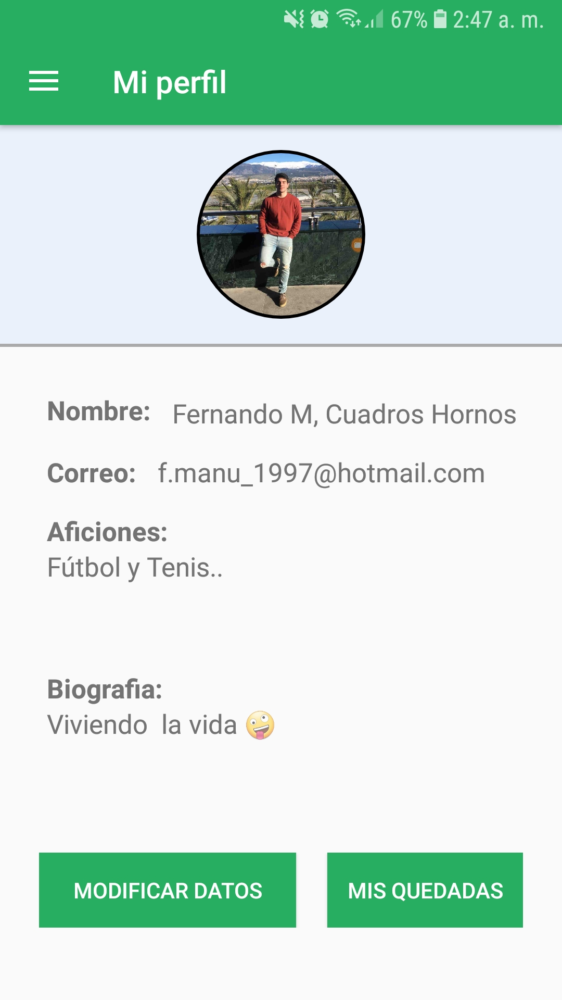 67% 2:47 a. m.
Mi perfil
Nombre: Fernando M, Cuadros Hornos
Correo: f.manu_1997@hotmail.com
Aficiones:
Fútbol y Tenis..
Biografia:
Viviendo  la vida 🤪
MODIFICAR DATOS MIS QUEDADAS